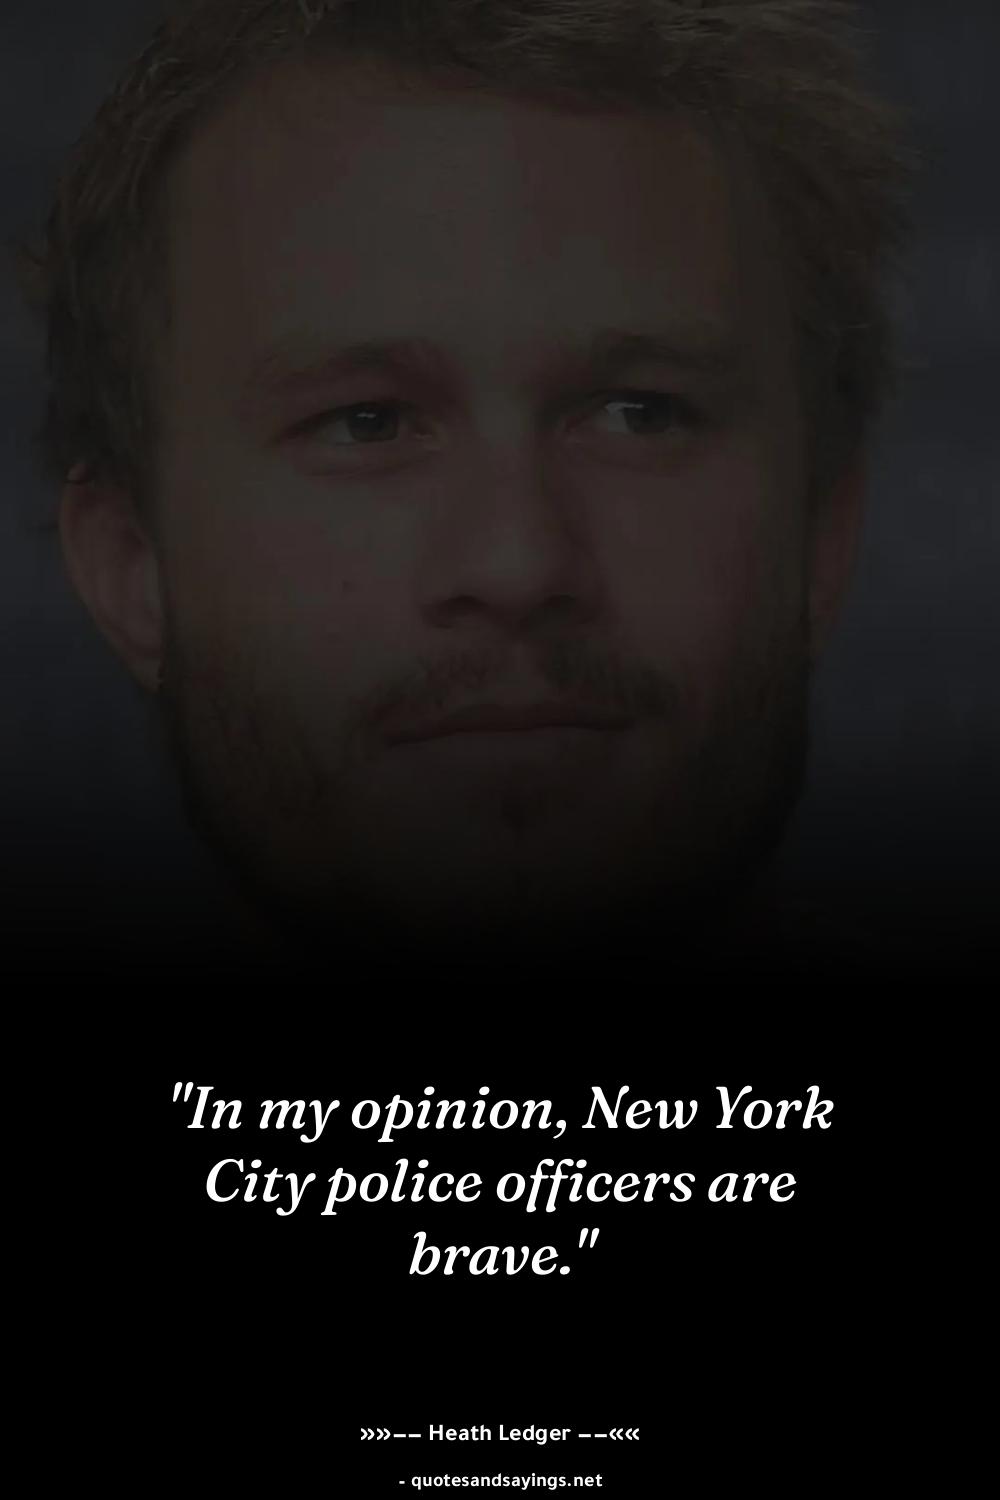 "In my opinion, New York
City police officers are
brave."
»»–– Heath Ledger ––««
- quotesandsayings.net